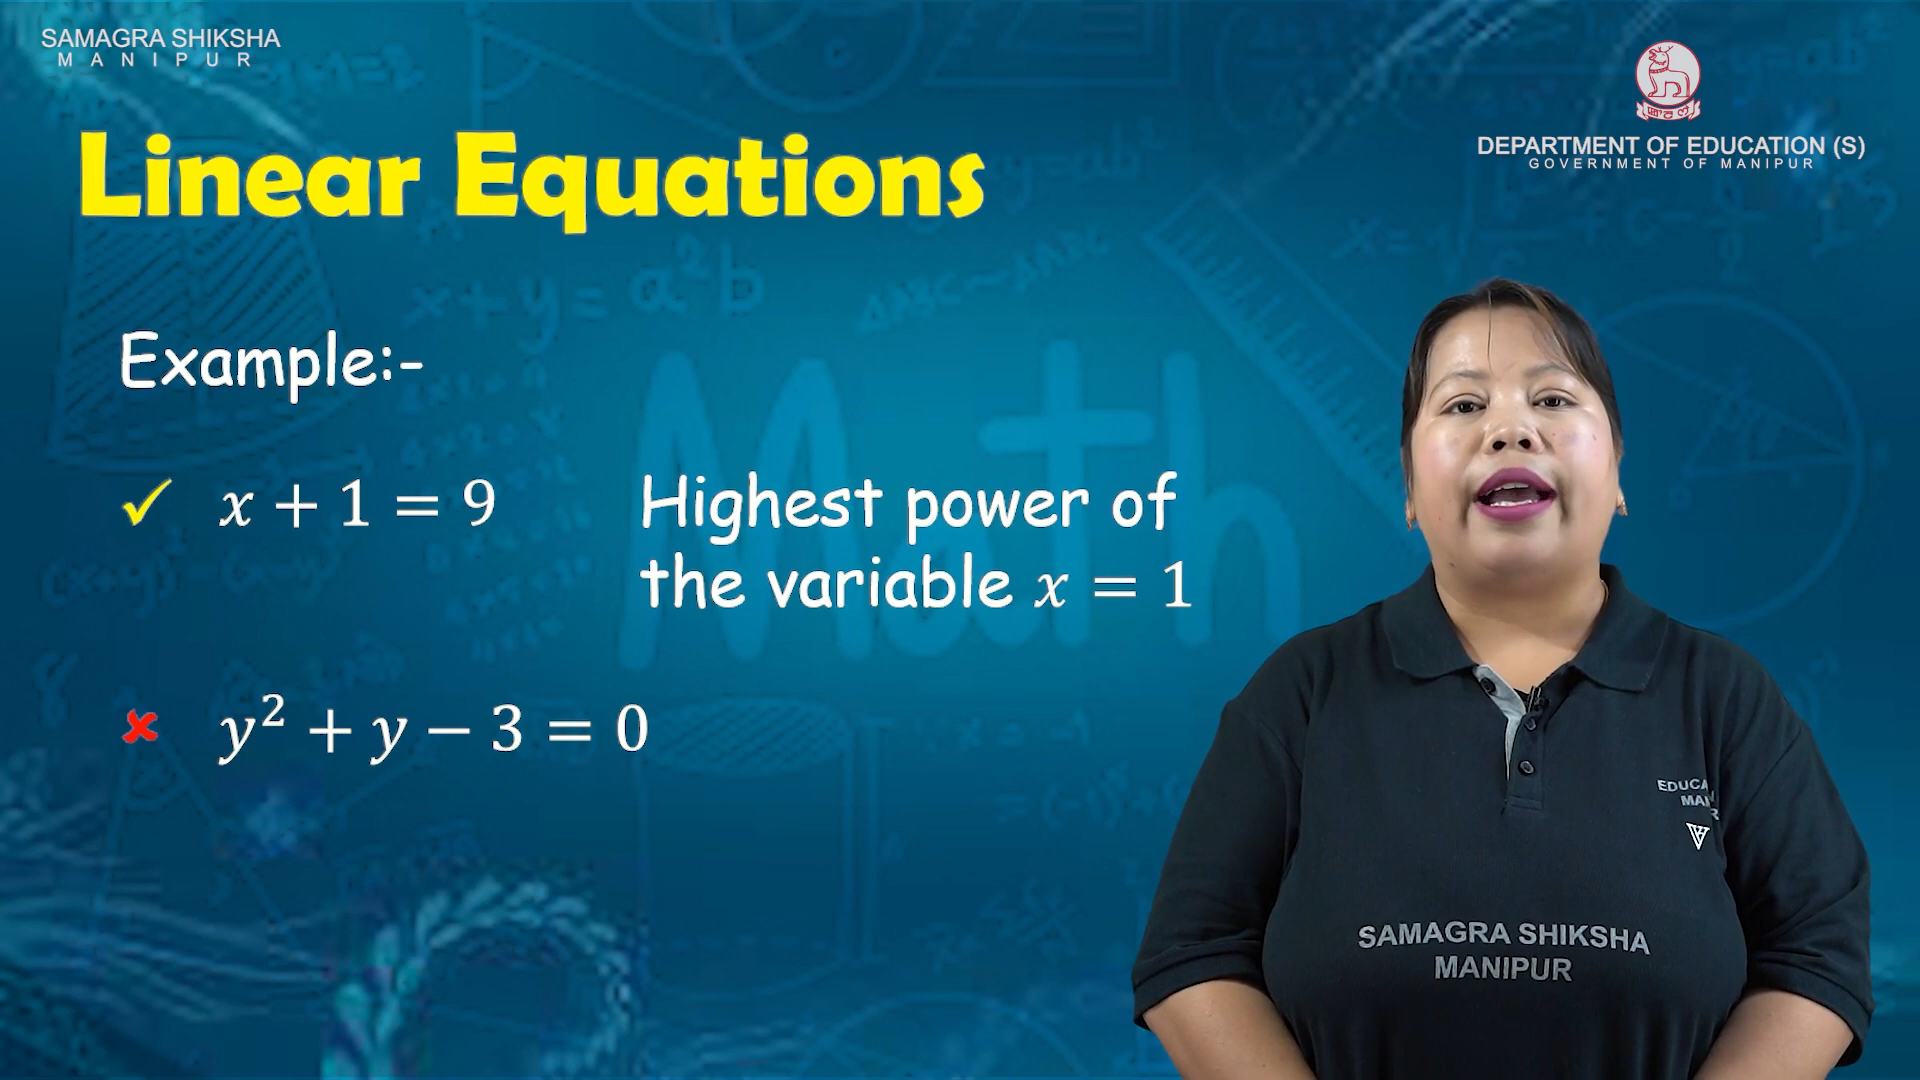 SAMAGRA SHIKSHA
MANIPUR
DEPARTMENT OF EDUCATION (S)
GOVERNMENT OF MANIPUR
Linear Equations
Example:-
✓ x + 1 = 9
Highest power of
the variable x = 1
✘ y² + y − 3 = 0
SAMAGRA SHIKSHA
MANIPUR